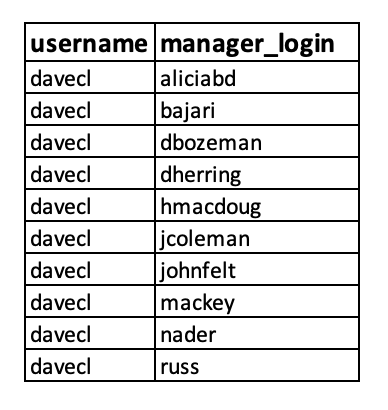 username manager_login
davecl aliciabd
davecl bajari
davecl dbozeman
davecl dherring
davecl hmacdoug
davecl jcoleman
davecl johnfelt
davecl mackey
davecl nader
davecl russ